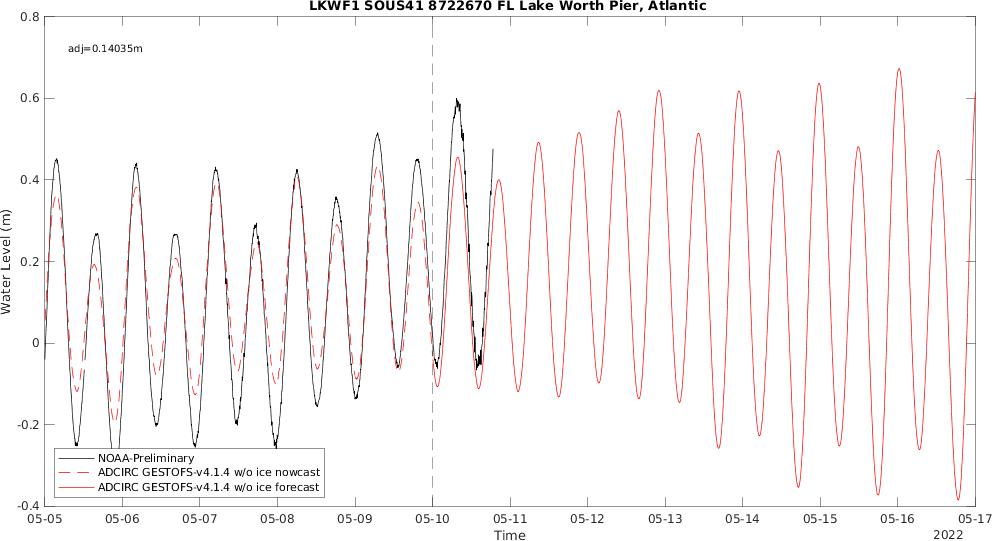 LKWF1 SOUS41 8722670 FL Lake Worth Pier, Atlantic
adj=0.14035m
0.8
0.6
0.4
0.2
0
-0.2
-0.4
Water Level (m)
NOAA-Preliminary
ADCIRC GESTOFS-v4.1.4 w/o ice nowcast
ADCIRC GESTOFS-v4.1.4 w/o ice forecast
05-05 05-06 05-07 05-08 05-09 05-10 05-11 05-12 05-13 05-14 05-15 05-16 05-17
Time
2022